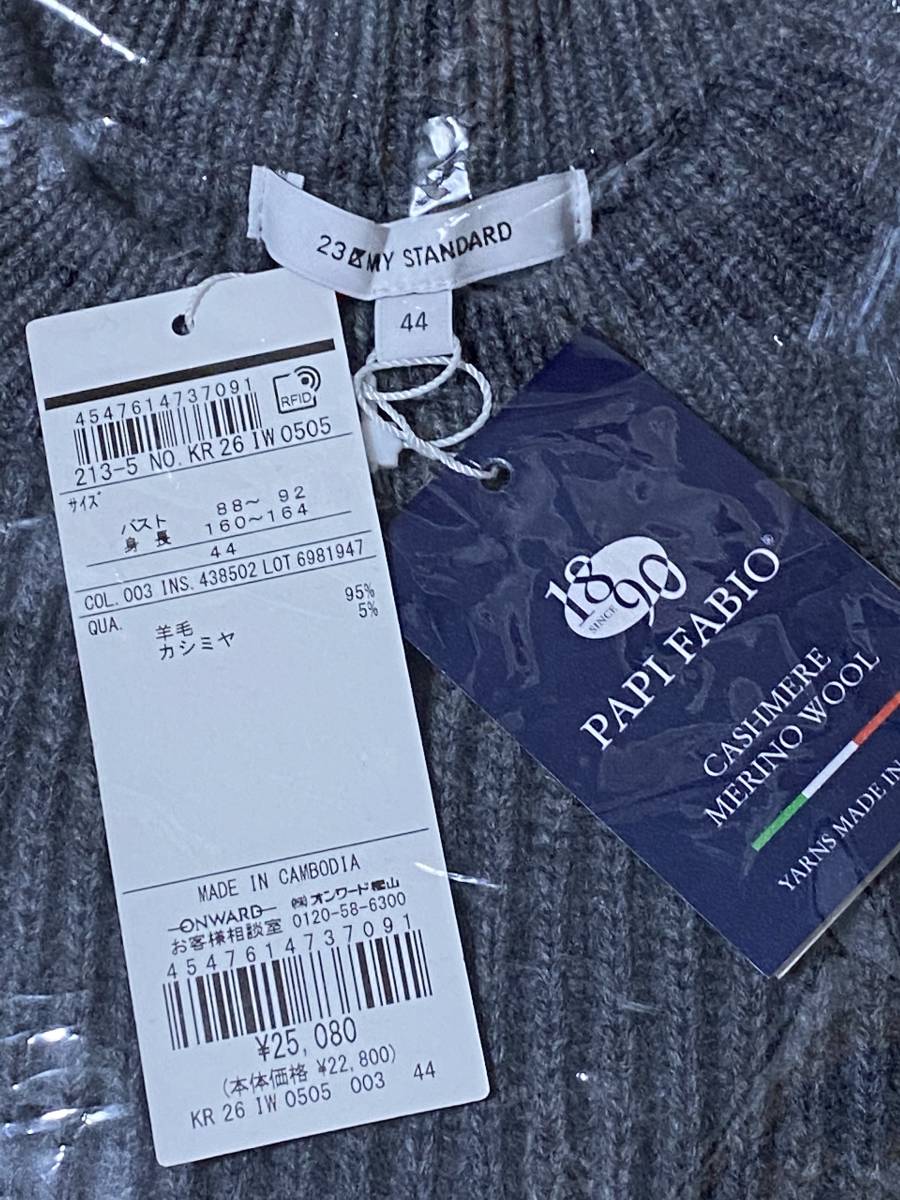 23区 MY STANDARD
44
4547614737091
RFID
213-5 NO. KR 26 IW 0505
サイズ
バスト 88～ 92
身 長 160～164
44
COL. 003 INS. 438502 LOT 6981947
QUA. 羊毛 95%
カシミヤ 5%
MADE IN CAMBODIA
ONWARD ㈱オンワード樫山
お客様相談室 0120-58-6300
4547614737091
¥25,080
(本体価格 ¥22,800)
KR 26 IW 0505 003 44
1890
SINCE
PAPI FABIO®
CASHMERE
MERINO WOOL
YARNS MADE IN